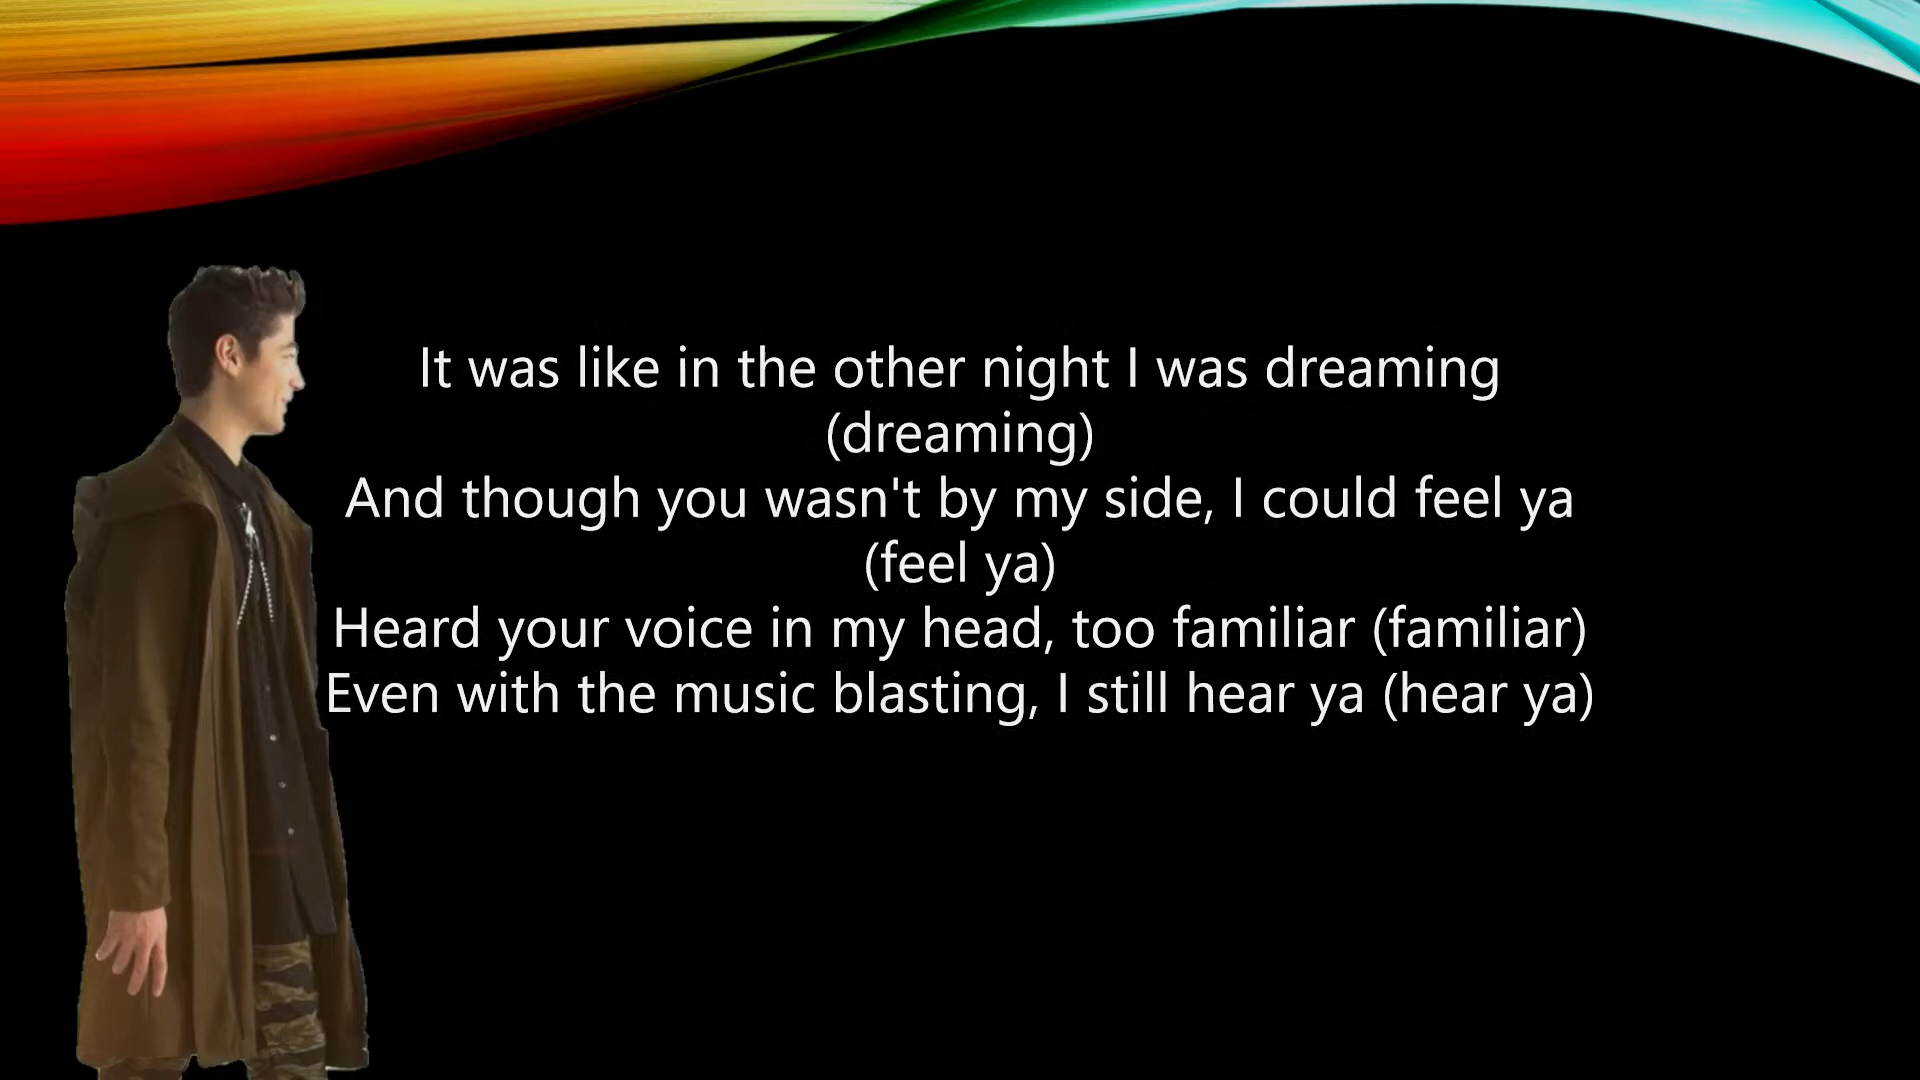 It was like in the other night I was dreaming
(dreaming)
And though you wasn't by my side, I could feel ya
(feel ya)
Heard your voice in my head, too familiar (familiar)
Even with the music blasting, I still hear ya (hear ya)